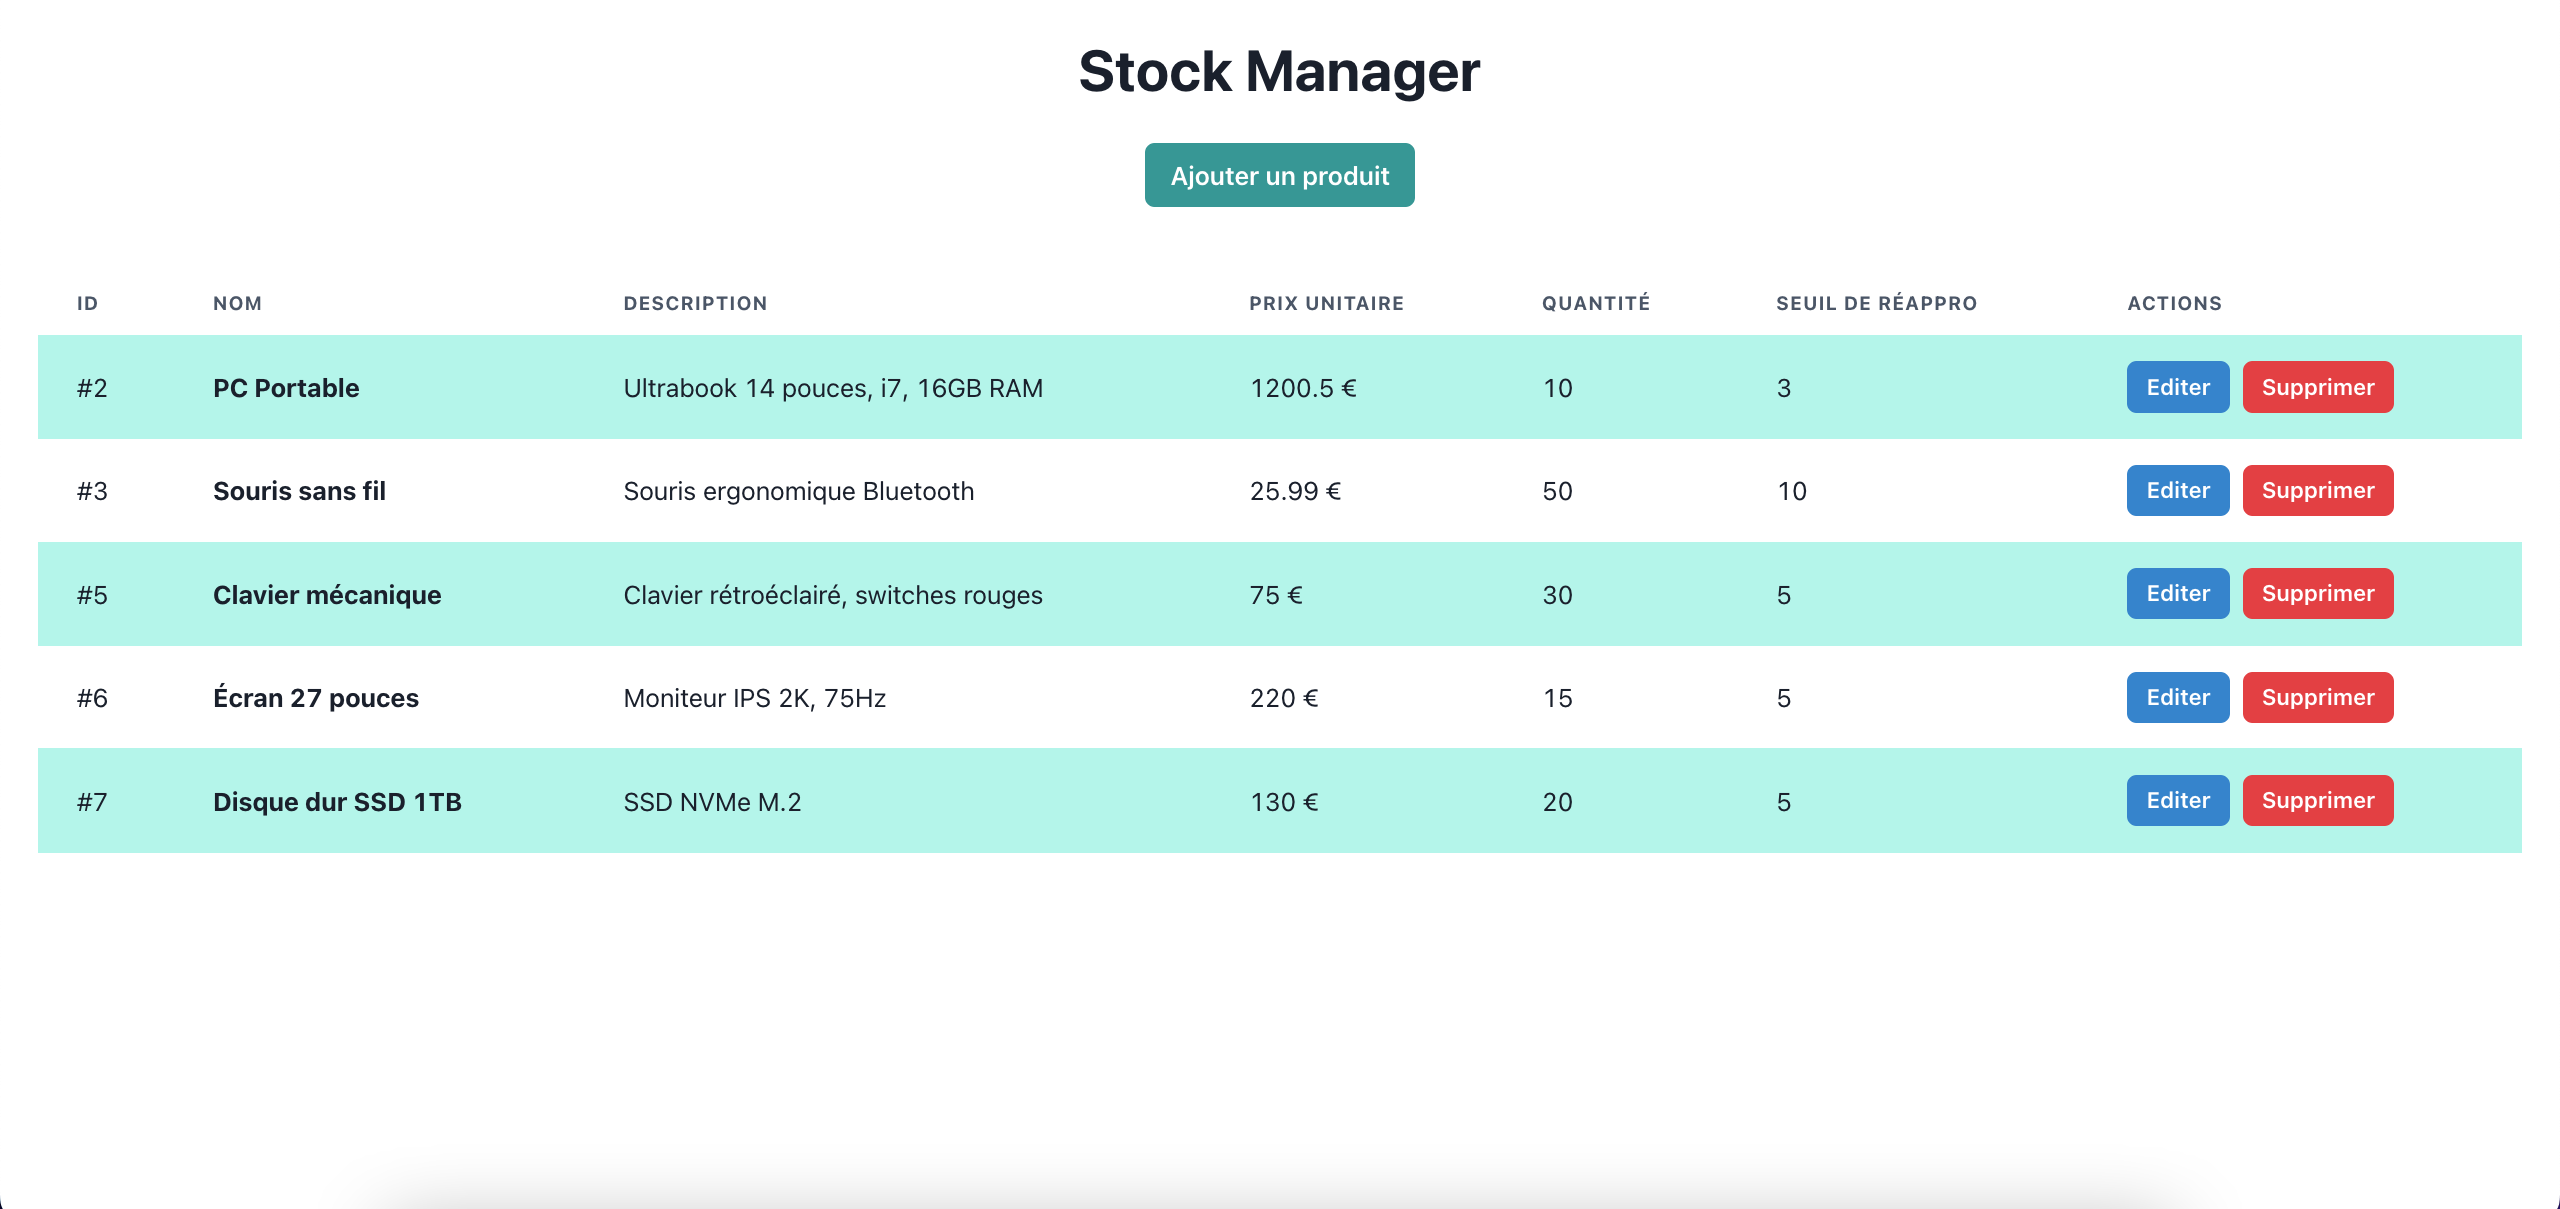 Stock Manager
Ajouter un produit
ID NOM DESCRIPTION PRIX UNITAIRE QUANTITÉ SEUIL DE RÉAPPRO ACTIONS
#2 PC Portable Ultrabook 14 pouces, i7, 16GB RAM 1200.5 € 10 3 Editer Supprimer
#3 Souris sans fil Souris ergonomique Bluetooth 25.99 € 50 10 Editer Supprimer
#5 Clavier mécanique Clavier rétroéclairé, switches rouges 75 € 30 5 Editer Supprimer
#6 Écran 27 pouces Moniteur IPS 2K, 75Hz 220 € 15 5 Editer Supprimer
#7 Disque dur SSD 1TB SSD NVMe M.2 130 € 20 5 Editer Supprimer